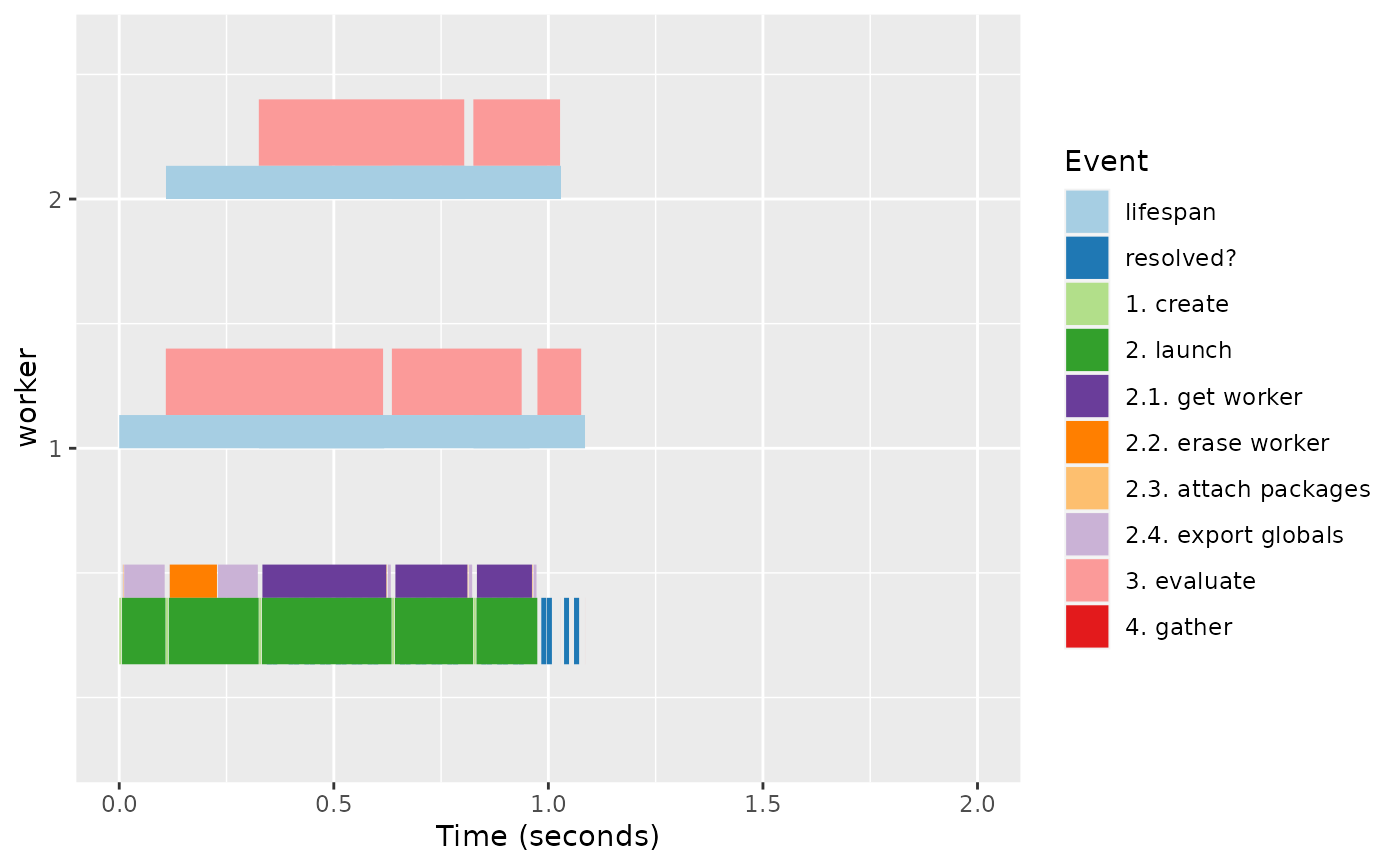 2
1
worker
0.0
0.5
1.0
1.5
2.0
Time (seconds)
Event
lifespan
resolved?
1. create
2. launch
2.1. get worker
2.2. erase worker
2.3. attach packages
2.4. export globals
3. evaluate
4. gather